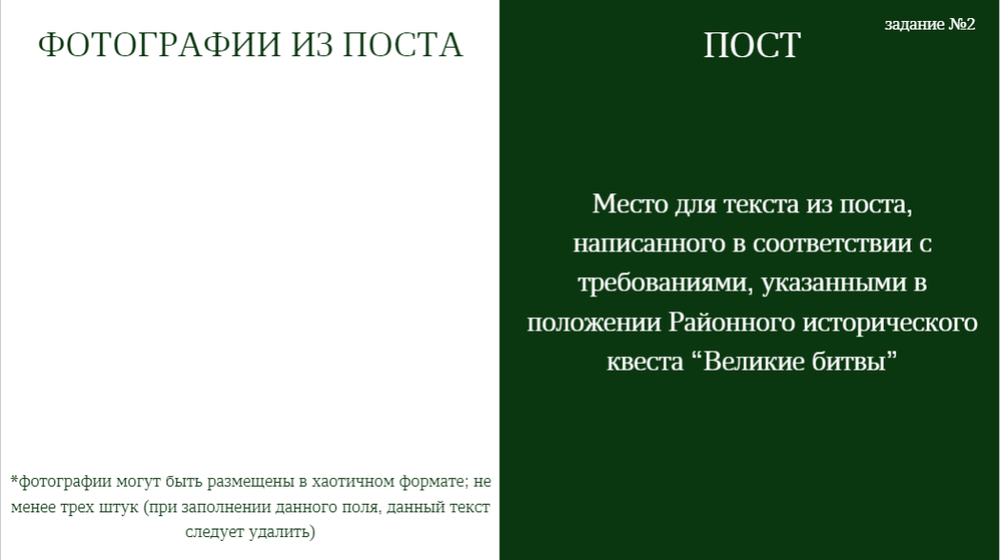 ФОТОГРАФИИ ИЗ ПОСТА
*фотографии могут быть размещены в хаотичном формате; не
менее трех штук (при заполнении данного поля, данный текст
следует удалить)
задание №2
ПОСТ
Место для текста из поста,
написанного в соответствии с
требованиями, указанными в
положении Районного исторического
квеста “Великие битвы”